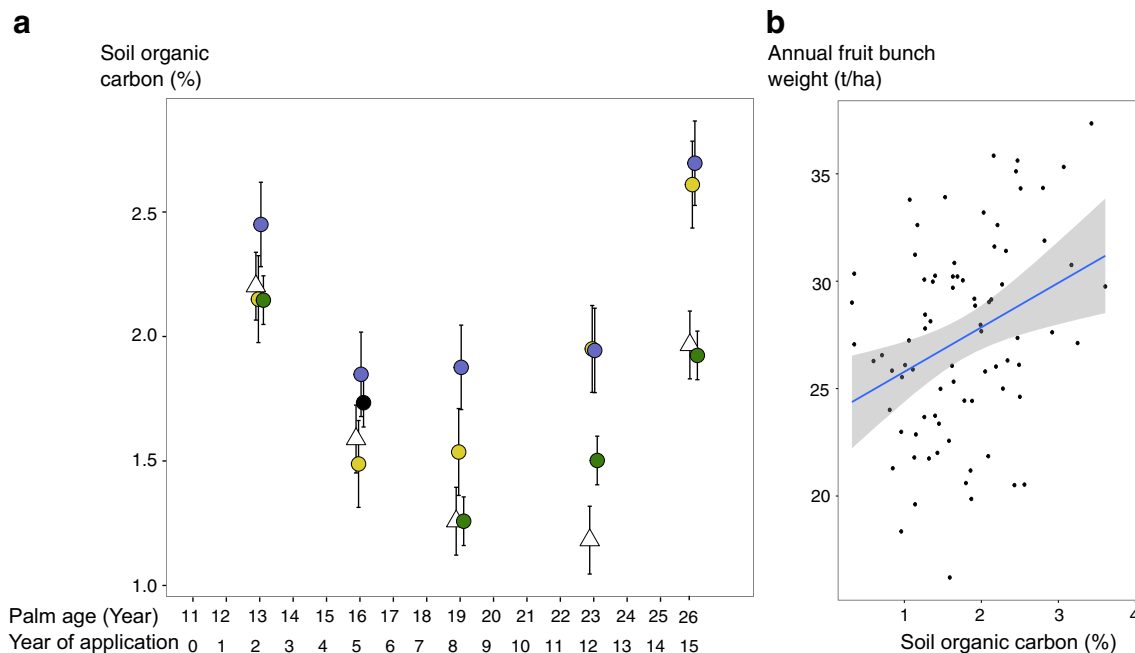 a
Soil organic
carbon (%)
2.5
2.0
1.5
1.0
Palm age (Year) 11 12 13 14 15 16 17 18 19 20 21 22 23 24 25 26
Year of application 0 1 2 3 4 5 6 7 8 9 10 11 12 13 14 15
b
Annual fruit bunch
weight (t/ha)
35
30
25
20
1 2 3 4
Soil organic carbon (%)